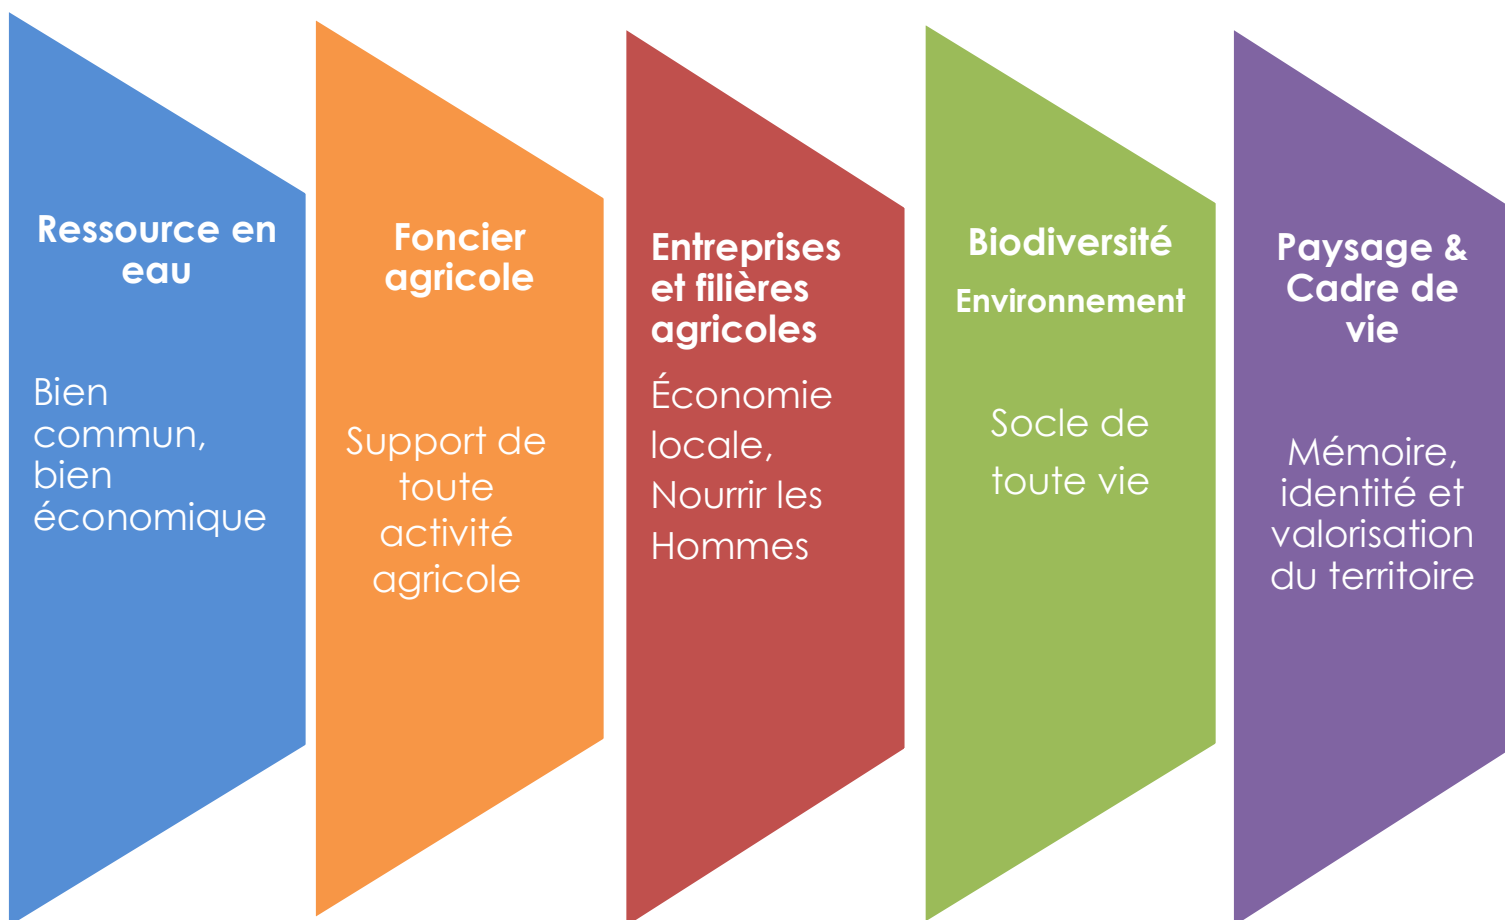 Ressource en
eau
Bien
commun,
bien
économique
Foncier
agricole
Support de
toute
activité
agricole
Entreprises
et filières
agricoles
Économie
locale,
Nourrir les
Hommes
Biodiversité
Environnement
Socle de
toute vie
Paysage &
Cadre de
vie
Mémoire,
identité et
valorisation
du territoire